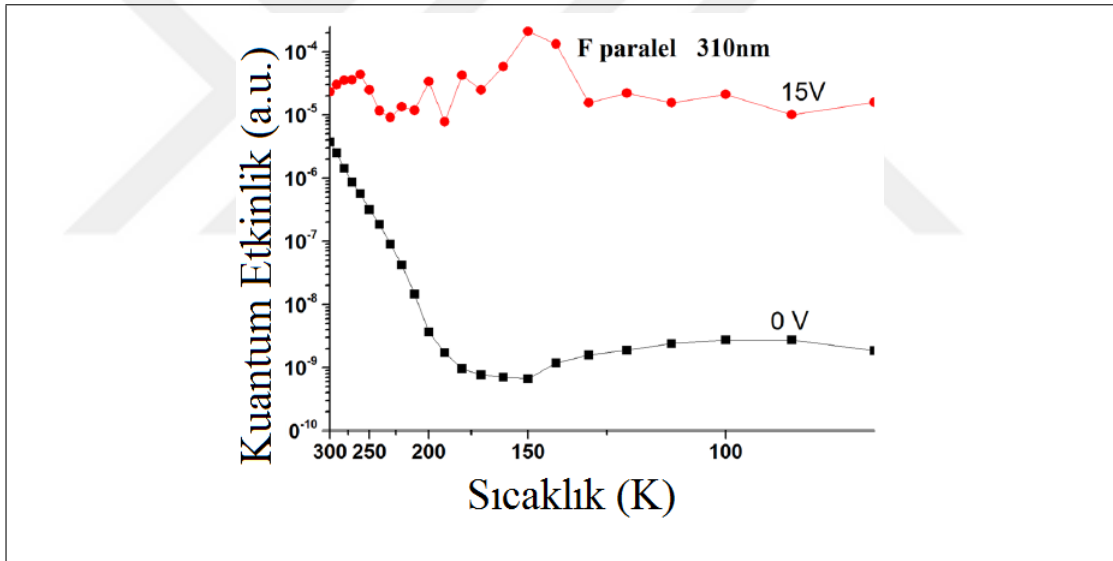 Kuantum Etkinlik (a.u.)
10⁻⁴
10⁻⁵
10⁻⁶
10⁻⁷
10⁻⁸
10⁻⁹
0⁻¹⁰
F paralel 310nm
15V
0 V
300 250 200 150 100
Sıcaklık (K)